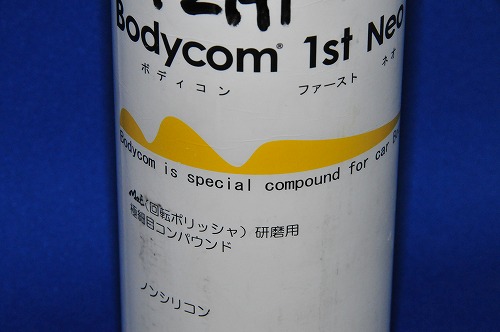 Bodycom® 1st Neo
ボディコン ファースト ネオ
Bodycom is special compound for car
(回転ポリッシャ) 研磨用
極細目コンパウンド
ノンシリコン